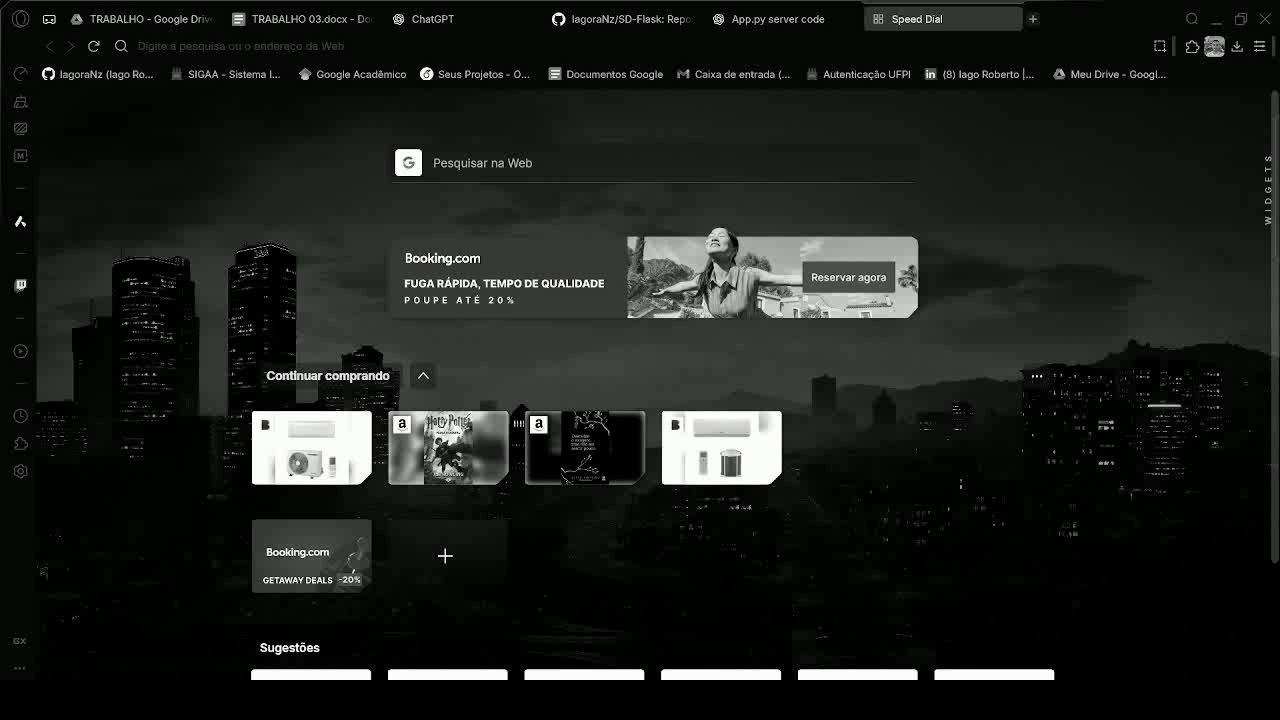 TRABALHO - Google Driv
TRABALHO 03.docx - Do
ChatGPT
IagoraNz/SD-Flask: Repo
App.py server code
Speed Dial
Digite a pesquisa ou o endereço da Web
IagoraNz (Iago Ro...
SIGAA - Sistema I...
Google Acadêmico
Seus Projetos - O...
Documentos Google
Caixa de entrada (...
Autenticação UFPI
(8) Iago Roberto |...
Meu Drive - Googl...
Pesquisar na Web
WIDGETS
Booking.com
FUGA RÁPIDA, TEMPO DE QUALIDADE
POUPE ATÉ 20%
Reservar agora
Continuar comprando
Harry Potter
Booking.com
GETAWAY DEALS -20%
GX
Sugestões